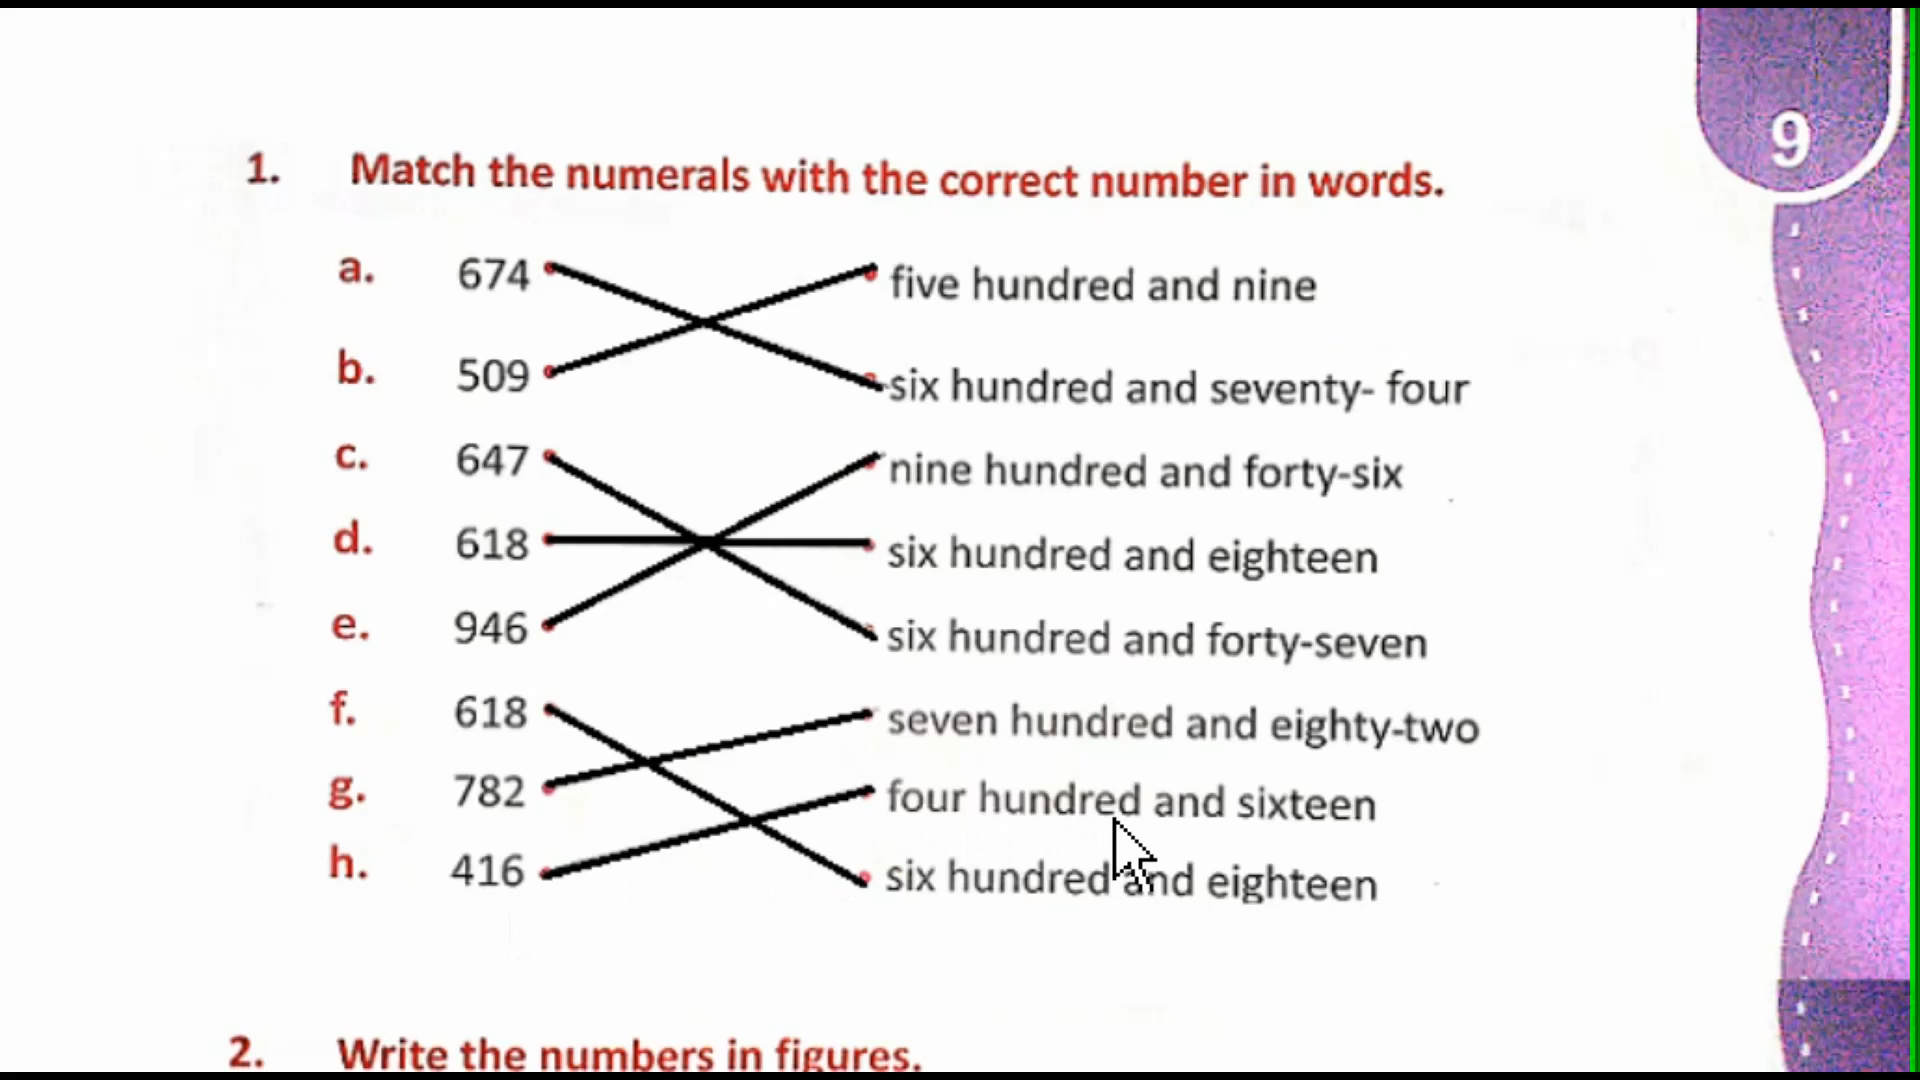 9
1. Match the numerals with the correct number in words.
a. 674 five hundred and nine
b. 509 six hundred and seventy- four
c. 647 nine hundred and forty-six
d. 618 six hundred and eighteen
e. 946 six hundred and forty-seven
f. 618 seven hundred and eighty-two
g. 782 four hundred and sixteen
h. 416 six hundred and eighteen
2. Write the numbers in figures.